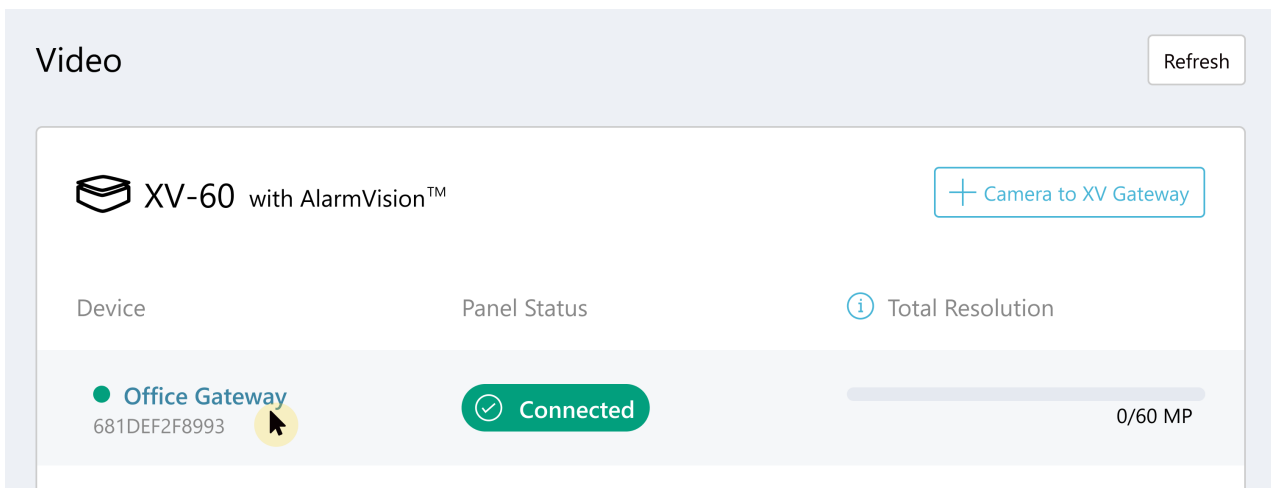 Video
Refresh
XV-60 with AlarmVision™
Camera to XV Gateway
Device
Panel Status
i Total Resolution
Office Gateway
681DEF2F8993
Connected
0/60 MP